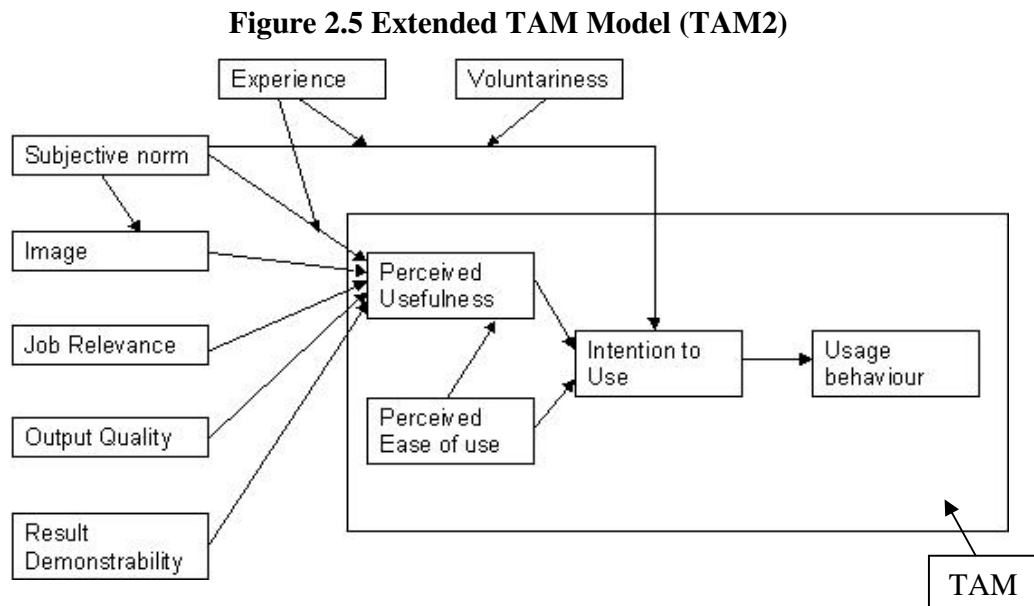 Figure 2.5 Extended TAM Model (TAM2)
Experience
Voluntariness
Subjective norm
Image
Perceived
Usefulness
Job Relevance
Intention to
Use
Usage
behaviour
Perceived
Ease of use
Output Quality
Result
Demonstrability
TAM